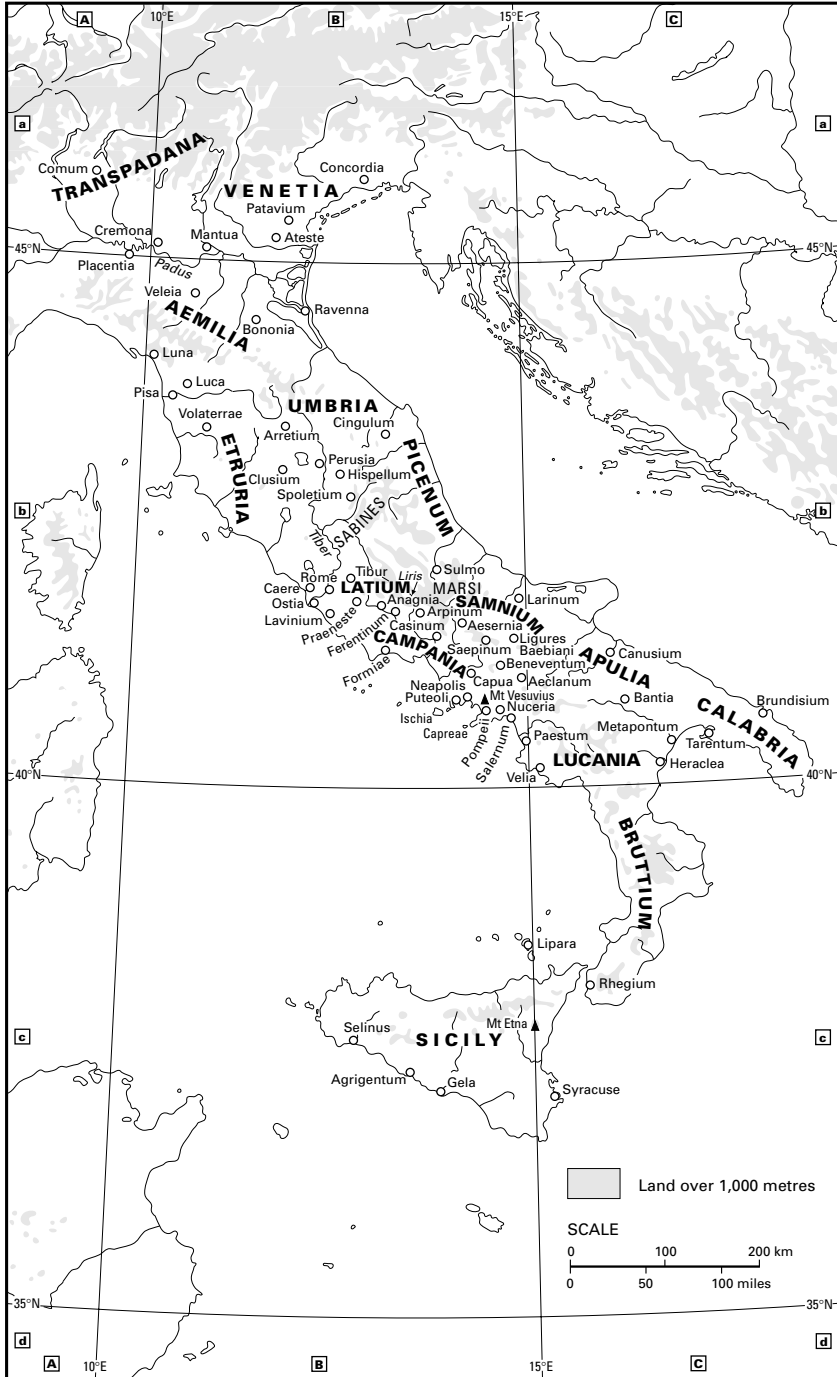 10°E
15°E
A
B
C
a
a
Comum
TRANSPADANA
Concordia
VENETIA
Patavium
Cremona
Mantua
Ateste
45°N
45°N
Placentia
Padus
Veleia
AEMILIA
Ravenna
Bononia
Luna
Luca
Pisa
UMBRIA
Volaterrae
Cingulum
Arretium
ETRURIA
PICENUM
Perusia
Clusium
Hispellum
Spoletium
b
b
SABINES
Tiber
Sulmo
Rome
Tibur
Liris
MARSI
Caere
LATIUM
Anagnia
SAMNIUM
Larinum
Ostia
Arpinum
Lavinium
Praeneste
Ferentinum
Casinum
Aesernia
Ligures
Baebiani
CAMPANIA
Saepinum
APULIA
Canusium
Formiae
Beneventum
Capua
Aeclanum
Neapolis
Mt Vesuvius
Bantia
CALABRIA
Puteoli
Nuceria
Brundisium
Ischia
Capreae
Pompeii
Salernum
Metapontum
Paestum
Tarentum
LUCANIA
Heraclea
Velia
40°N
40°N
BRUTTIUM
Lipara
Rhegium
Mt Etna
c
c
Selinus
SICILY
Agrigentum
Gela
Syracuse
Land over 1,000 metres
SCALE
0 100 200 km
0 50 100 miles
35°N
35°N
d
d
A
10°E
B
15°E
C